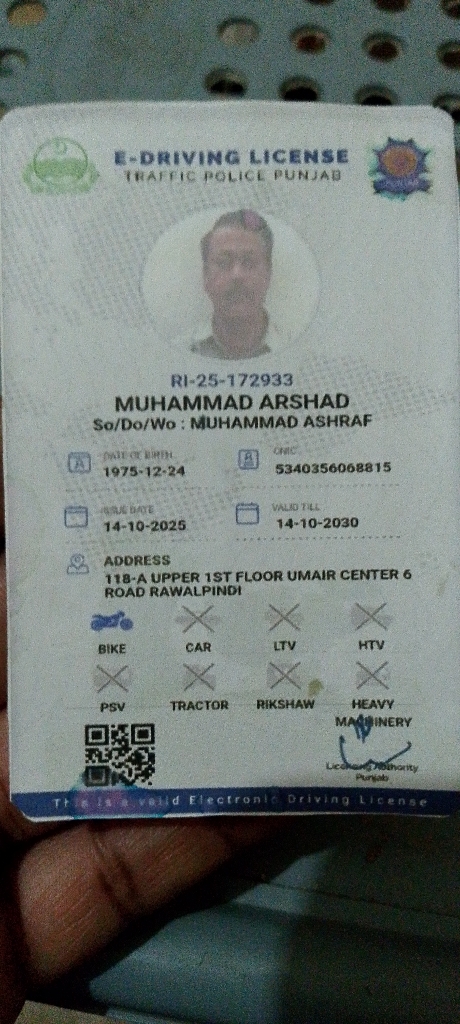 E-DRIVING LICENSE
TRAFFIC POLICE PUNJAB
RI-25-172933
MUHAMMAD ARSHAD
So/Do/Wo : MUHAMMAD ASHRAF
DATE OF BIRTH CNIC
1975-12-24 5340356068815
ISSUE DATE VALID TILL
14-10-2025 14-10-2030
ADDRESS
118-A UPPER 1ST FLOOR UMAIR CENTER 6
ROAD RAWALPINDI
BIKE CAR LTV HTV
PSV TRACTOR RIKSHAW HEAVY
MACHINERY
Licensing Authority
Punjab
This is a valid Electronic Driving License